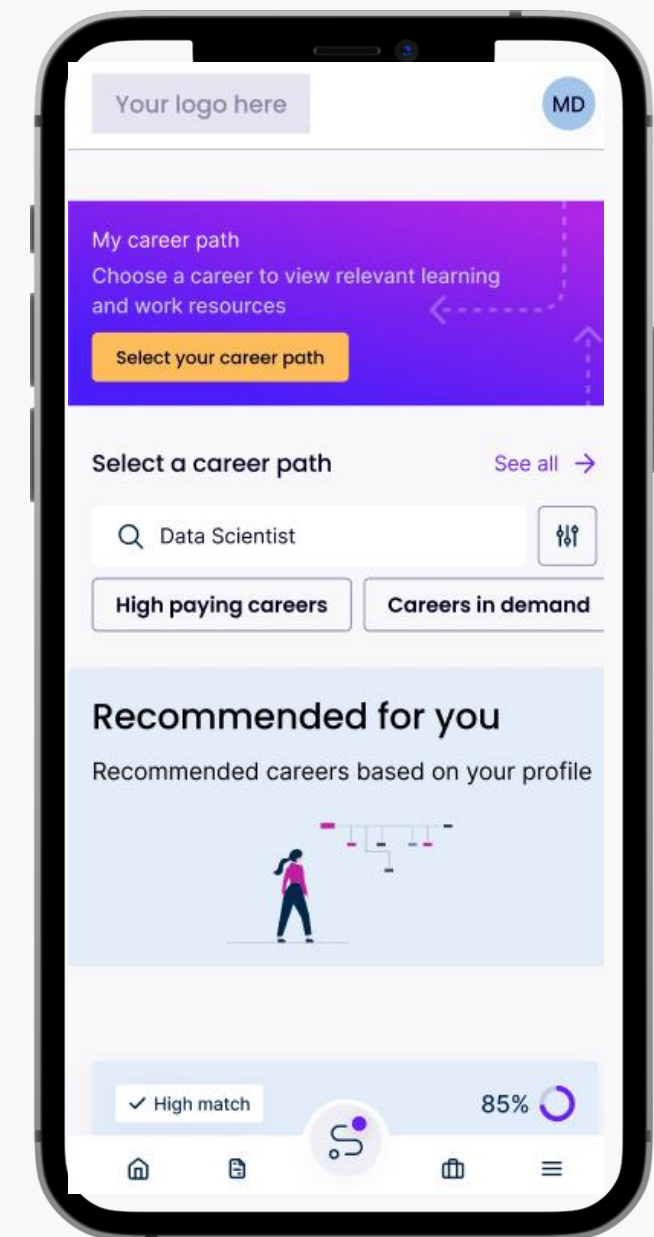 Your logo here
MD
My career path
Choose a career to view relevant learning
and work resources
Select your career path
Select a career path
See all
Data Scientist
High paying careers
Careers in demand
Recommended for you
Recommended careers based on your profile
High match
85%